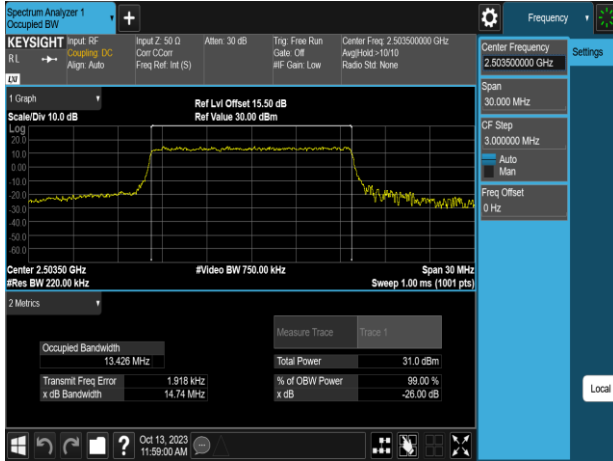 Spectrum Analyzer 1
Occupied BW
+
Frequency
KEYSIGHT
RL
LXI
Input: RF
Coupling: DC
Align: Auto
Input Z: 50 Ω
Corr CCorr
Freq Ref: Int (S)
Atten: 30 dB
Trig: Free Run
Gate: Off
#IF Gain: Low
Center Freq: 2.503500000 GHz
Avg|Hold:>10/10
Radio Std: None
Center Frequency
2.503500000 GHz
Settings
Span
30.000 MHz
CF Step
3.000000 MHz
Auto
Man
Freq Offset
0 Hz
Local
1 Graph
Scale/Div 10.0 dB
Ref Lvl Offset 15.50 dB
Ref Value 30.00 dBm
Log
20.0
10.0
0.00
-10.0
-20.0
-30.0
-40.0
-50.0
-60.0
Center 2.50350 GHz
#Res BW 220.00 kHz
#Video BW 750.00 kHz
Span 30 MHz
Sweep 1.00 ms (1001 pts)
2 Metrics
Measure Trace Trace 1
Occupied Bandwidth
13.426 MHz
Total Power 31.0 dBm
Transmit Freq Error 1.918 kHz
% of OBW Power 99.00 %
x dB Bandwidth 14.74 MHz
x dB -26.00 dB
?
Oct 13, 2023
11:59:00 AM